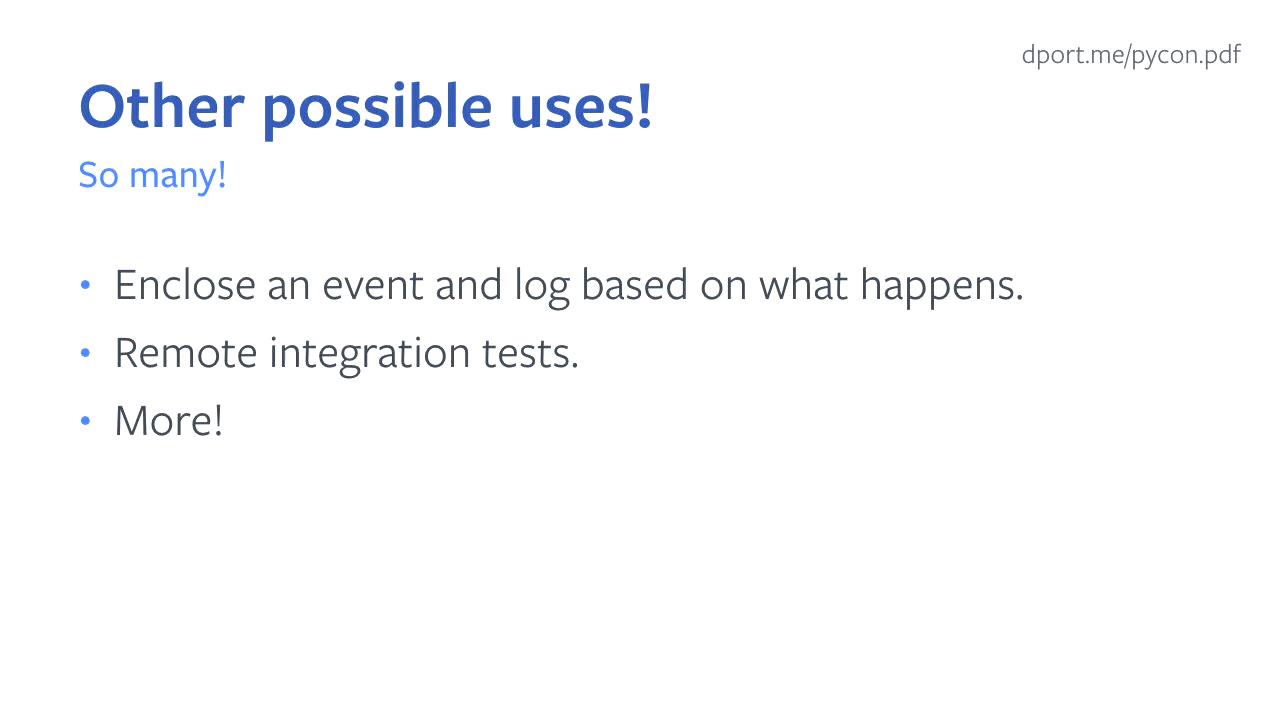 dport.me/pycon.pdf
Other possible uses!
So many!
• Enclose an event and log based on what happens.
• Remote integration tests.
• More!